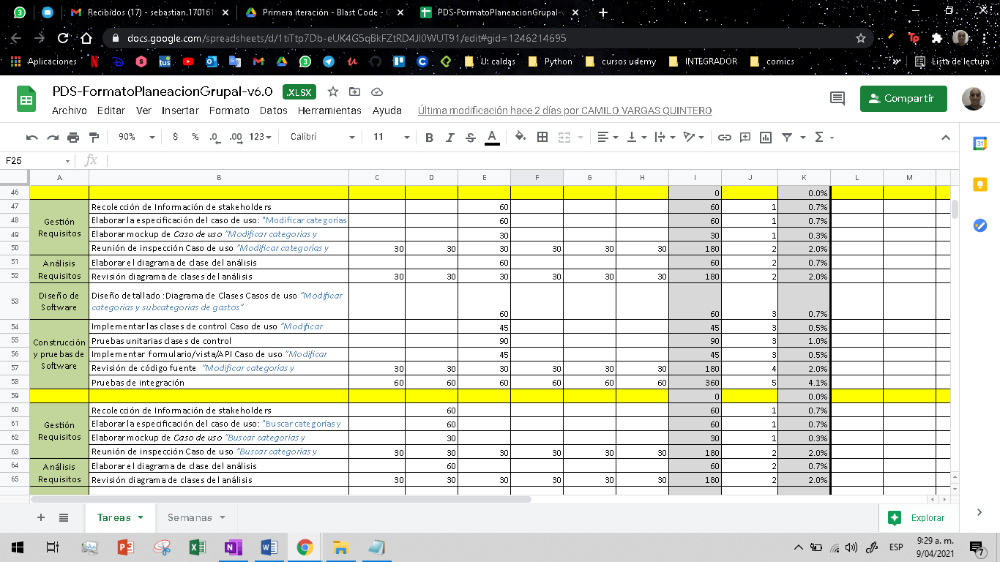 Recibidos (17) - sebastian.170161
Primera iteración - Blast Code - G
PDS-FormatoPlaneacionGrupal-v
docs.google.com/spreadsheets/d/1tiTtp7Db-eUK4G5qBkFZtRD4Jl0WUT91/edit#gid=1246214695
Aplicaciones
U: caldas
Python
cursos udemy
INTEGRADOR
comics
Lista de lectura
PDS-FormatoPlaneacionGrupal-v6.0 .XLSX
Compartir
Archivo Editar Ver Insertar Formato Datos Herramientas Ayuda Última modificación hace 2 días por CAMILO VARGAS QUINTERO
90% $ % .0 .00 123 Calibri 11
F25 fx
A B C D E F G H I J K L M
46 0 0.0%
47 Recolección de Información de stakeholders 60 60 1 0.7%
Gestión Requisitos
48 Elaborar la especificación del caso de uso: "Modificar categorías 60 60 1 0.7%
49 Elaborar mockup de Caso de uso "Modificar categorías y 30 30 1 0.3%
50 Reunión de inspección Caso de uso "Modificar categorías y 30 30 30 30 30 30 180 2 2.0%
Análisis Requisitos
51 Elaborar el diagrama de clase del análisis 60 60 2 0.7%
52 Revisión diagrama de clases del análisis 30 30 30 30 30 30 180 2 2.0%
Diseño de Software
53 Diseño detallado :Diagrama de Clases Casos de uso "Modificar
categorías y subcategorías de gastos" 60 60 3 0.7%
54 Implementar las clases de control Caso de uso "Modificar 45 45 3 0.5%
Construcción y pruebas de Software
55 Pruebas unitarias clases de control 90 90 3 1.0%
56 Implementar formulario/vista/API Caso de uso "Modificar 45 45 3 0.5%
57 Revisión de código fuente "Modificar categorías y 30 30 30 30 30 30 180 4 2.0%
58 Pruebas de integración 60 60 60 60 60 60 360 5 4.1%
59 0 0.0%
60 Recolección de Información de stakeholders 60 60 1 0.7%
Gestión Requisitos
61 Elaborar la especificación del caso de uso: "Buscar categorías y 60 60 1 0.7%
62 Elaborar mockup de Caso de uso "Buscar categorías y 30 30 1 0.3%
63 Reunión de inspección Caso de uso "Buscar categorías y 30 30 30 30 30 30 180 2 2.0%
Análisis Requisitos
64 Elaborar el diagrama de clase del análisis 60 60 2 0.7%
65 Revisión diagrama de clases del análisis 30 30 30 30 30 30 180 2 2.0%
Tareas Semanas Explorar
ESP
9:29 a. m.
9/04/2021
7